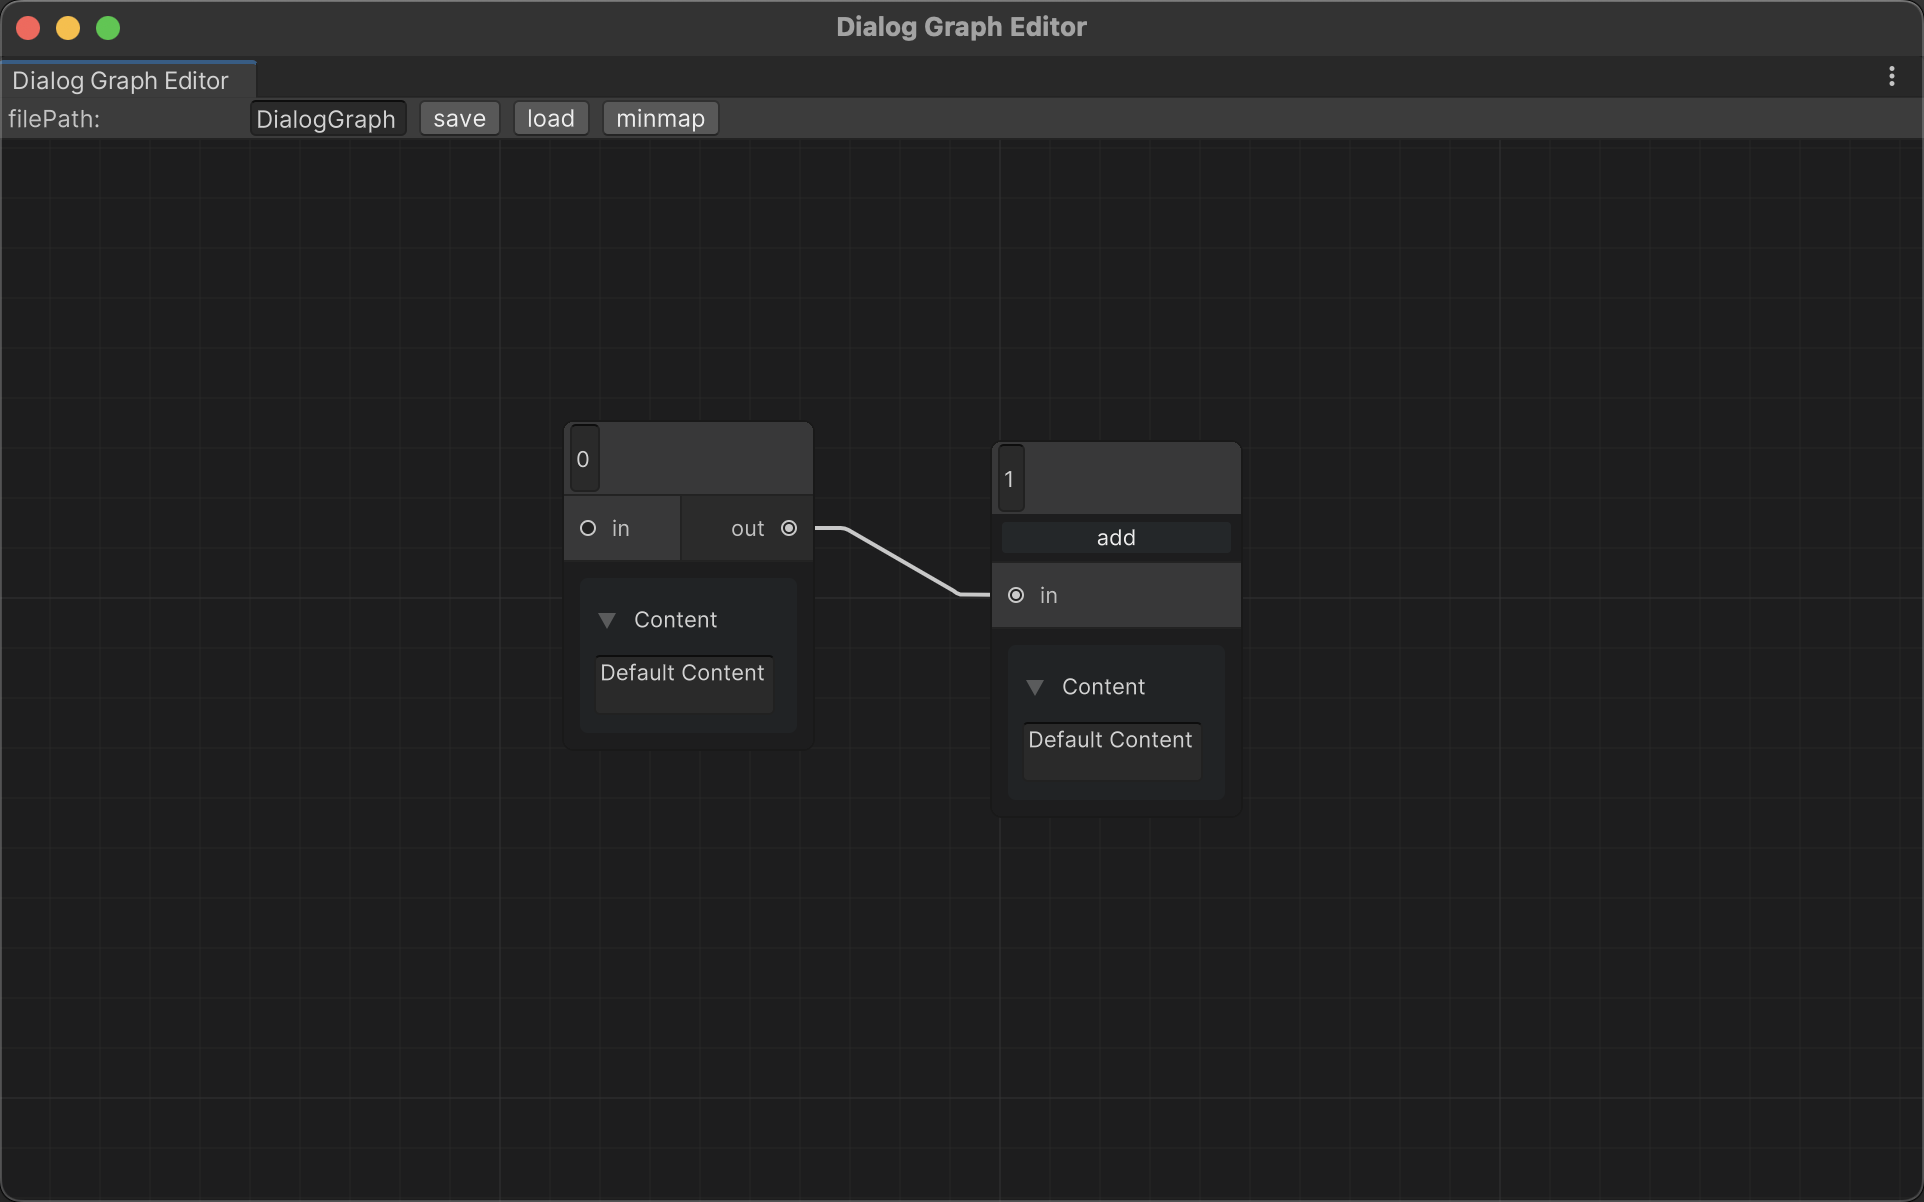 Dialog Graph Editor
Dialog Graph Editor
filePath: DialogGraph save load minmap
0
in out
Content
Default Content
1
add
in
Content
Default Content